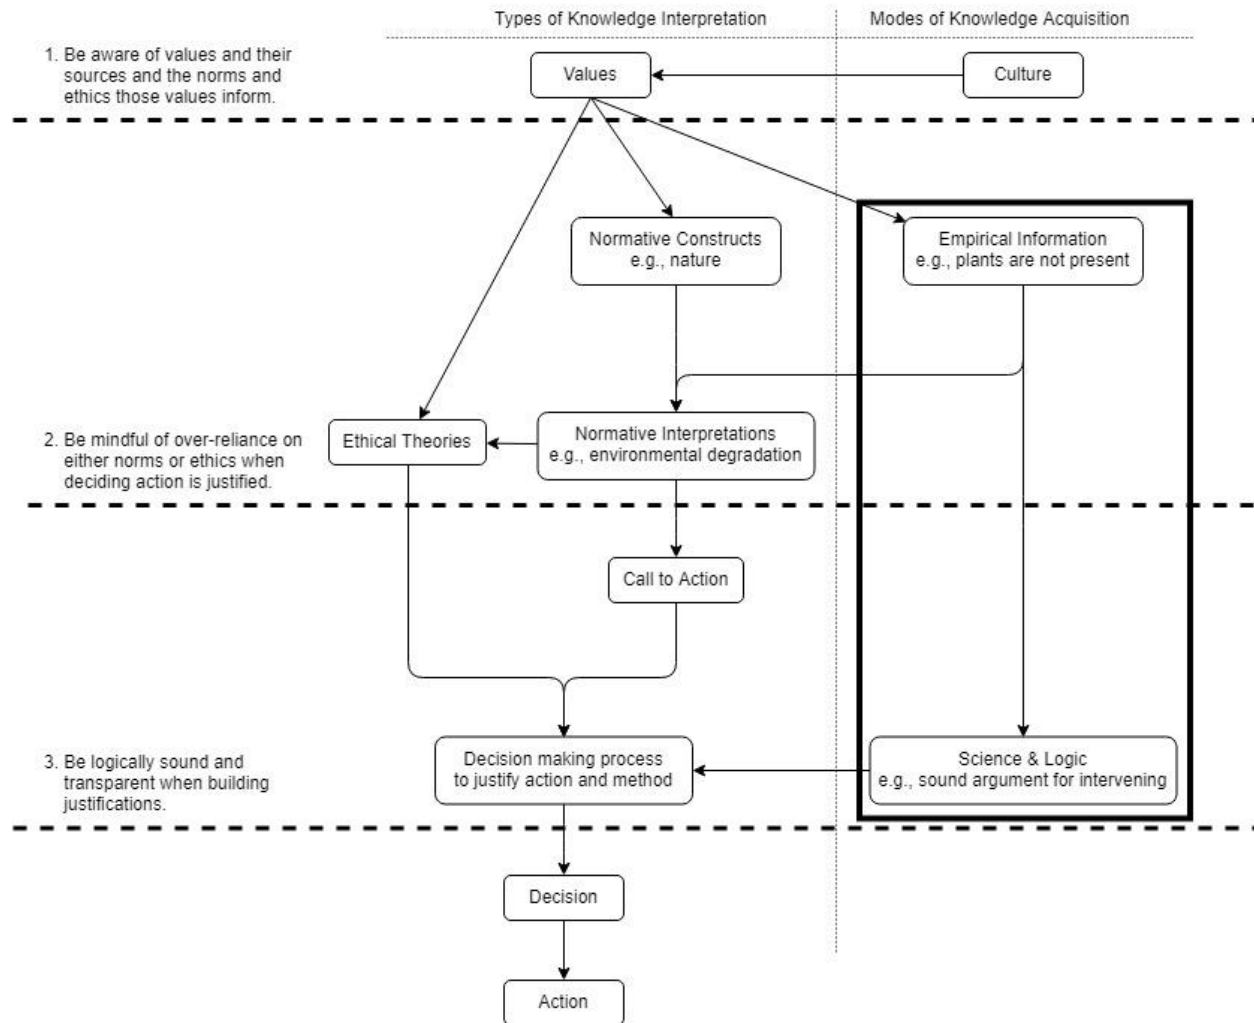 Types of Knowledge Interpretation
Modes of Knowledge Acquisition
1. Be aware of values and their
sources and the norms and
ethics those values inform.
Values
Culture
Normative Constructs
e.g., nature
Empirical Information
e.g., plants are not present
2. Be mindful of over-reliance on
either norms or ethics when
deciding action is justified.
Ethical Theories
Normative Interpretations
e.g., environmental degradation
Call to Action
3. Be logically sound and
transparent when building
justifications.
Decision making process
to justify action and method
Science & Logic
e.g., sound argument for intervening
Decision
Action